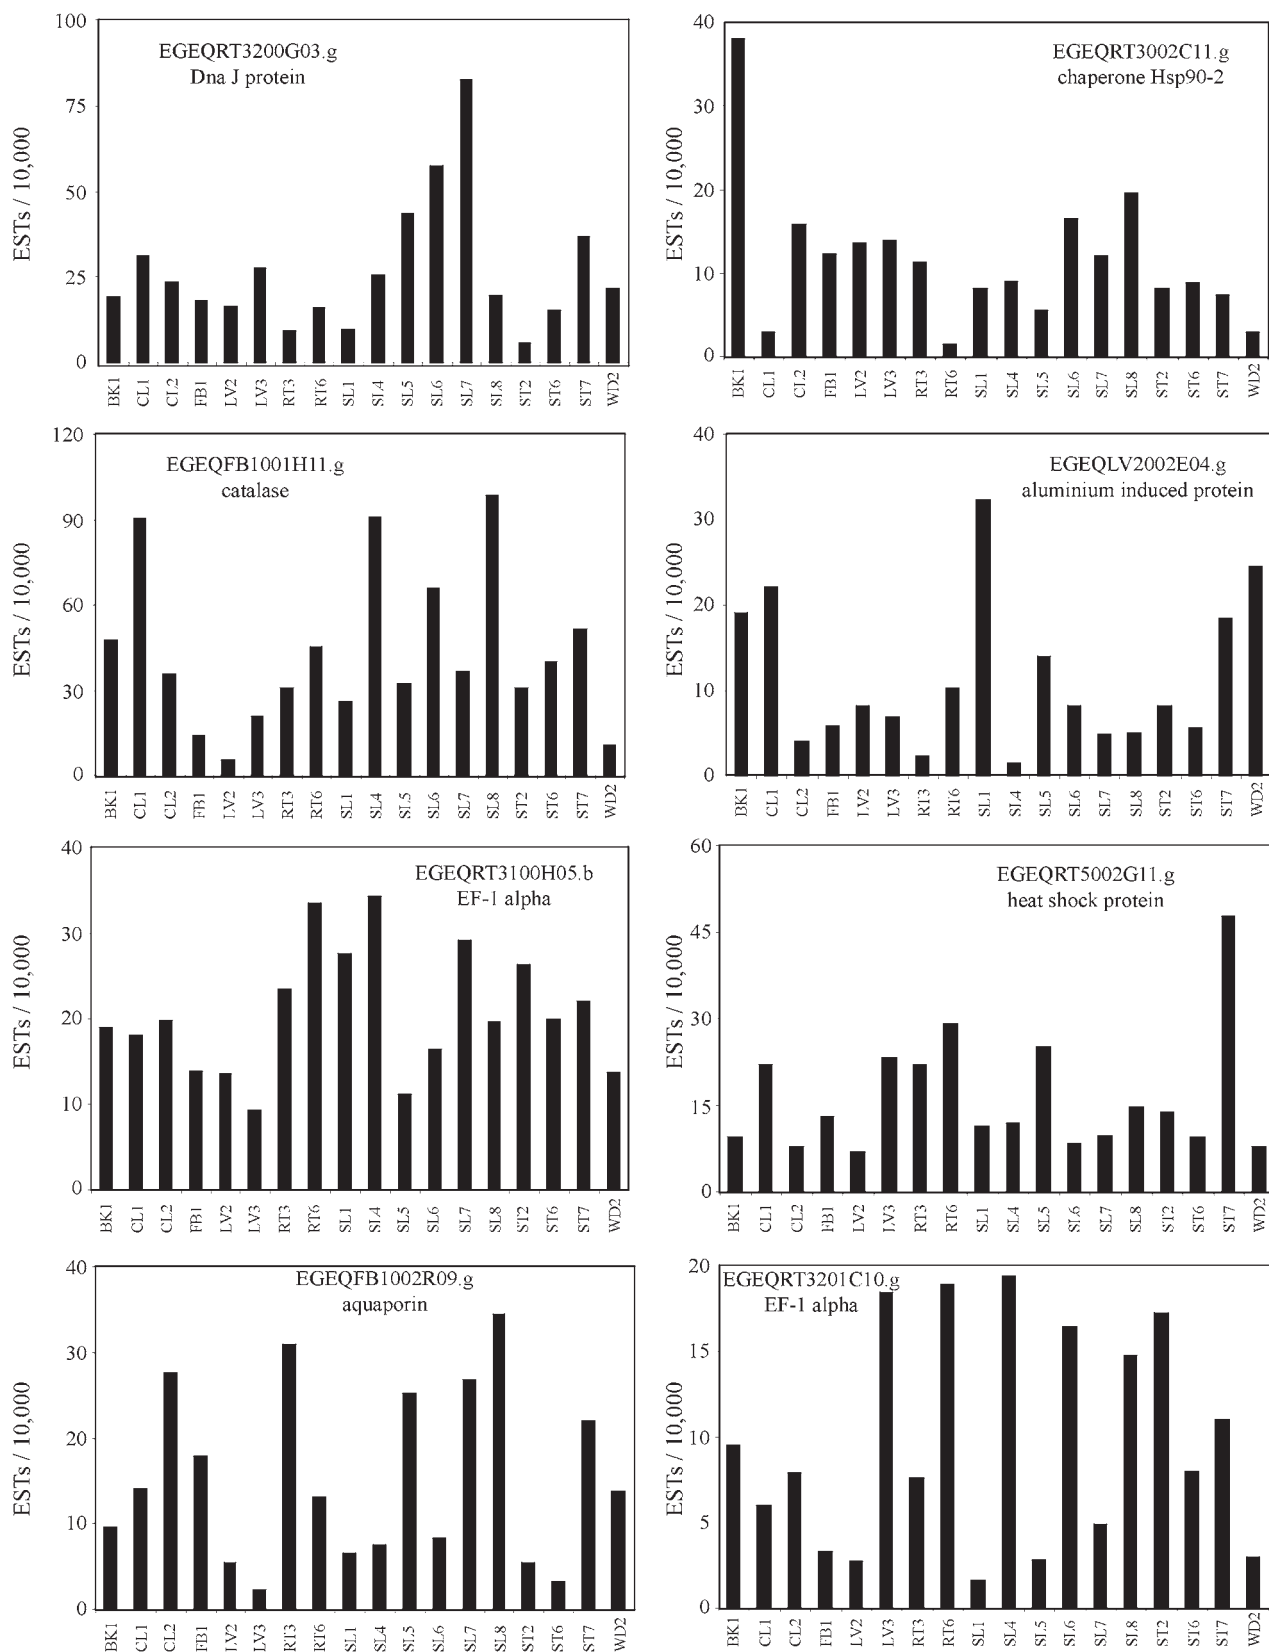 EGEQRT3200G03.g
Dna J protein
ESTs / 10,000
100
75
50
25
0
BK1 CL1 CL2 FB1 LV2 LV3 RT3 RT6 SL1 SL4 SL5 SL6 SL7 SL8 ST2 ST6 ST7 WD2
EGEQRT3002C11.g
chaperone Hsp90-2
ESTs / 10,000
40
30
20
10
0
BK1 CL1 CL2 FB1 LV2 LV3 RT3 RT6 SL1 SL4 SL5 SL6 SL7 SL8 ST2 ST6 ST7 WD2
EGEQFB1001H11.g
catalase
ESTs / 10,000
120
90
60
30
0
BK1 CL1 CL2 FB1 LV2 LV3 RT3 RT6 SL1 SL4 SL5 SL6 SL7 SL8 ST2 ST6 ST7 WD2
EGEQLV2002E04.g
aluminium induced protein
ESTs / 10,000
40
30
20
10
0
BK1 CL1 CL2 FB1 LV2 LV3 RT3 RT6 SL1 SL4 SL5 SL6 SL7 SL8 ST2 ST6 ST7 WD2
EGEQRT3100H05.b
EF-1 alpha
ESTs / 10,000
40
30
20
10
0
BK1 CL1 CL2 FB1 LV2 LV3 RT3 RT6 SL1 SL4 SL5 SL6 SL7 SL8 ST2 ST6 ST7 WD2
EGEQRT5002G11.g
heat shock protein
ESTs / 10,000
60
45
30
15
0
BK1 CL1 CL2 FB1 LV2 LV3 RT3 RT6 SL1 SL4 SL5 SL6 SL7 SL8 ST2 ST6 ST7 WD2
EGEQFB1002R09.g
aquaporin
ESTs / 10,000
40
30
20
10
0
BK1 CL1 CL2 FB1 LV2 LV3 RT3 RT6 SL1 SL4 SL5 SL6 SL7 SL8 ST2 ST6 ST7 WD2
EGEQRT3201C10.g
EF-1 alpha
ESTs / 10,000
20
15
10
5
0
BK1 CL1 CL2 FB1 LV2 LV3 RT3 RT6 SL1 SL4 SL5 SL6 SL7 SL8 ST2 ST6 ST7 WD2